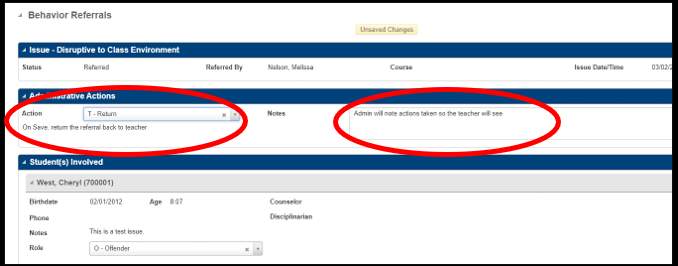 Behavior Referrals
Unsaved Changes
Issue - Disruptive to Class Environment
Status Referred Referred By Nelson, Melissa Course Issue Date/Time 03/02
Administrative Actions
Action T - Return Notes Admin will note actions taken so the teacher will see
On Save, return the referral back to teacher
Student(s) Involved
West, Cheryl (700001)
Birthdate 02/01/2012 Age 8:07 Counselor
Phone Disciplinarian
Notes This is a test issue.
Role O - Offender